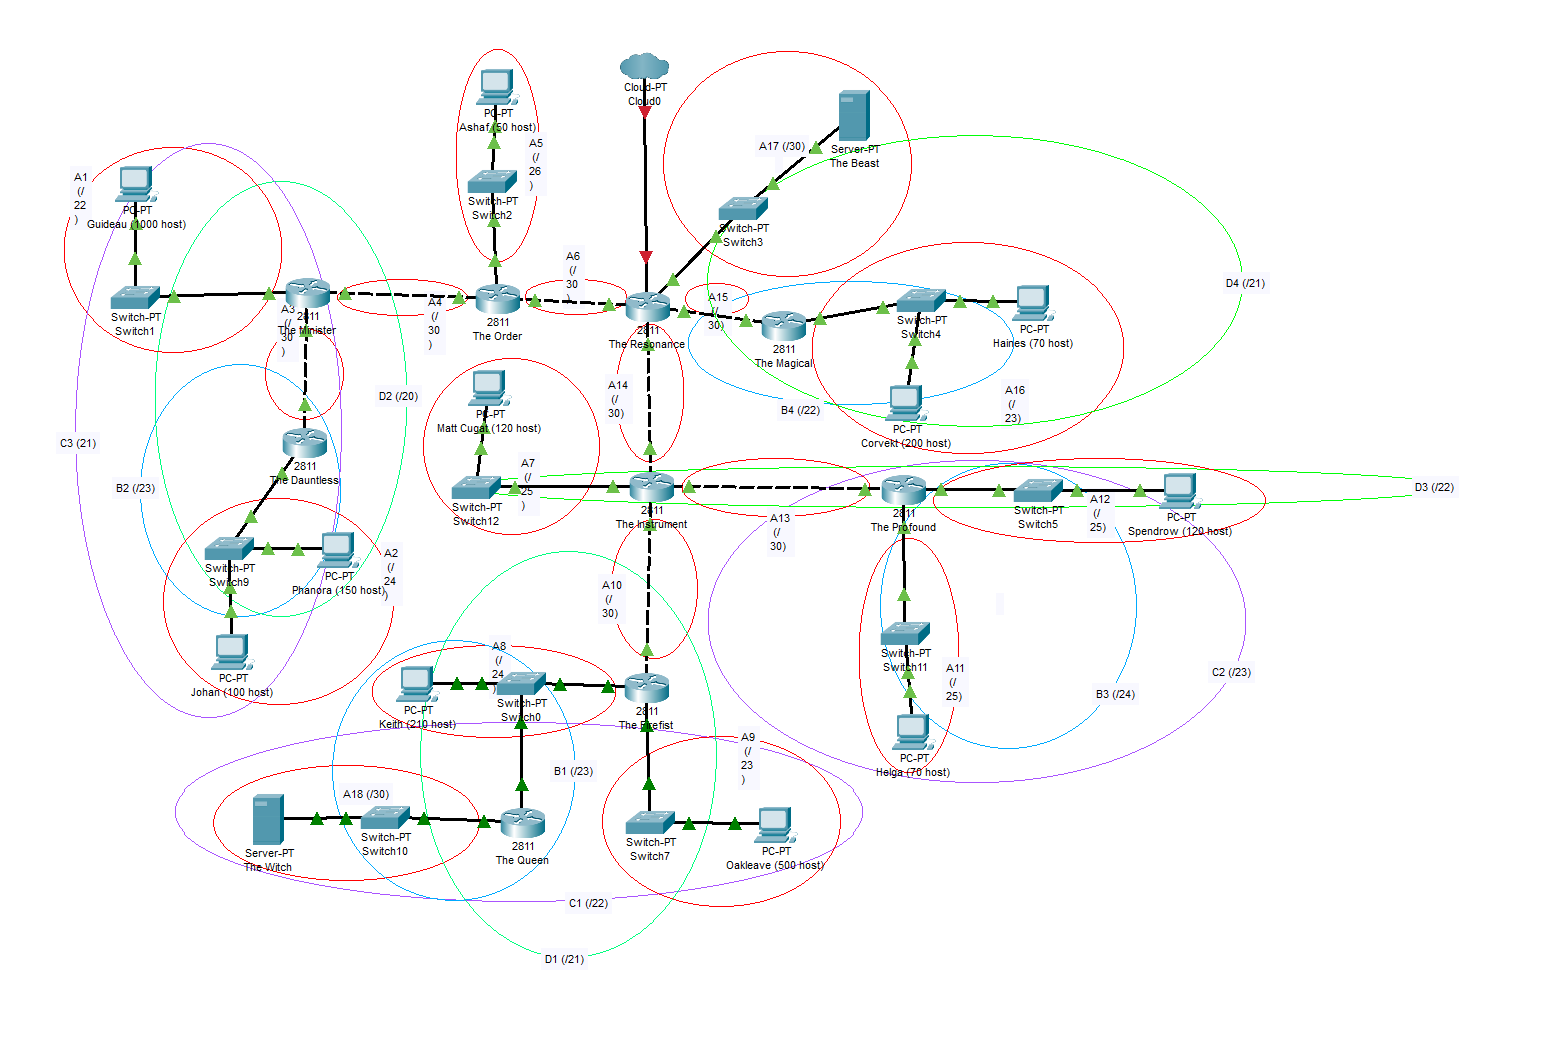 Cloud-PT
Cloud0
PC-PT
Ashaf (50 host)
A5
(/
26
)
Switch-PT
Switch2
A17 (/30)
Server-PT
The Beast
Switch-PT
Switch3
A1
(/
22
)
PC-PT
Guideau (1000 host)
Switch-PT
Switch1
A3
(/
30
)
2811
The Minister
A4
(/
30
)
2811
The Order
A6
(/
30
)
2811
The Resonance
A15
(/
30)
2811
The Magical
Switch-PT
Switch4
PC-PT
Haines (70 host)
D4 (/21)
A16
(/
23)
B4 (/22)
PC-PT
Corvekt (200 host)
D2 (/20)
A14
(/
30)
PC-PT
Matt Cugat (120 host)
C3 (21)
B2 (/23)
2811
The Dauntless
A7
(/
25
)
Switch-PT
Switch12
2811
The Instrument
A13
(/
30)
2811
The Profound
Switch-PT
Switch5
A12
(/
25)
PC-PT
Spendrow (120 host)
D3 (/22)
Switch-PT
Switch9
PC-PT
Phanora (150 host)
A2
(/
24
)
PC-PT
Johan (100 host)
A10
(/
30)
A8
(/
24
)
PC-PT
Keith (210 host)
Switch-PT
Switch0
2811
The Exefist
Switch-PT
Switch11
A11
(/
25)
B3 (/24)
C2 (/23)
PC-PT
Helga (70 host)
A9
(/
23
)
B1 (/23)
A18 (/30)
Server-PT
The Witch
Switch-PT
Switch10
2811
The Queen
Switch-PT
Switch7
PC-PT
Oakleave (500 host)
C1 (/22)
D1 (/21)